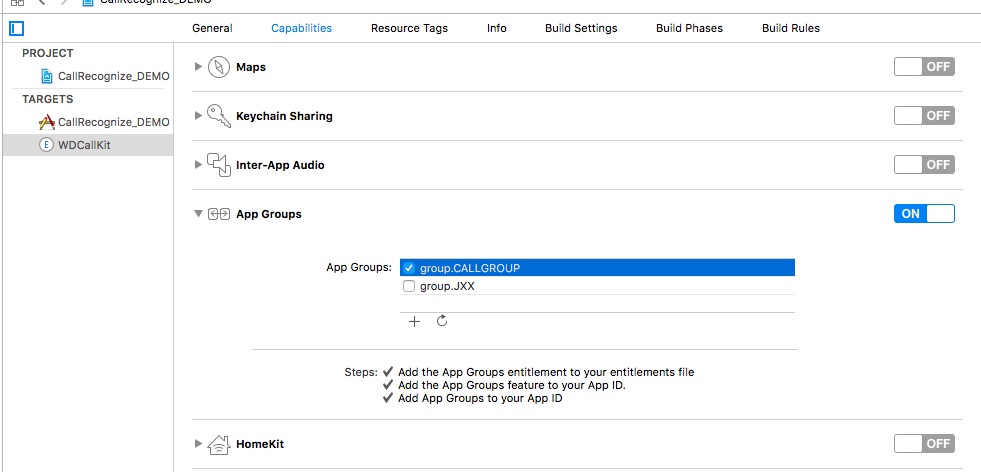 CallRecognize_DEMO
General Capabilities Resource Tags Info Build Settings Build Phases Build Rules
PROJECT
CallRecognize_DEMO
TARGETS
CallRecognize_DEMO
E WDCallKit
Maps OFF
Keychain Sharing OFF
Inter-App Audio OFF
App Groups ON
App Groups: group.CALLGROUP
group.JXX
Steps: Add the App Groups entitlement to your entitlements file
Add the App Groups feature to your App ID.
Add App Groups to your App ID
HomeKit OFF